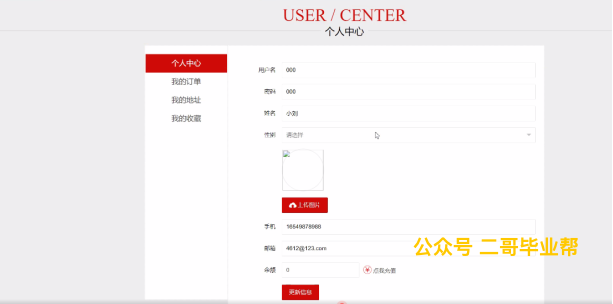 USER / CENTER
个人中心
个人中心
我的订单
我的地址
我的收藏
用户名 000
密码 000
姓名 小刘
性别 请选择
上传图片
手机 16549878988
邮箱 4612@123.com
公众号 二哥毕业帮
余额 0 点我充值
更新信息